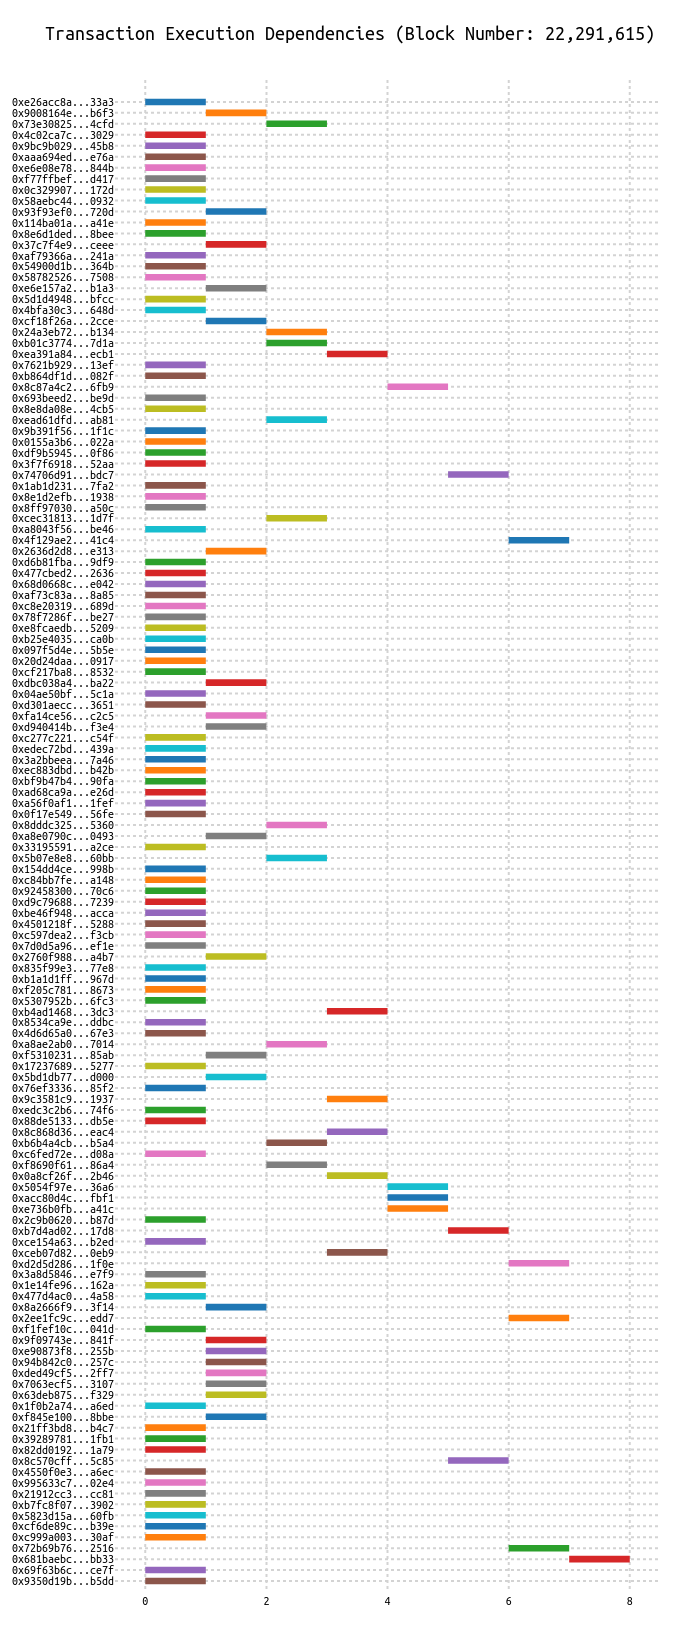 Transaction Execution Dependencies (Block Number: 22,291,615)
0xe26acc8a...33a3
0x9008164e...b6f3
0x73e30825...4cfd
0x4c02ca7c...3029
0x9bc9b029...45b8
0xaaa694ed...e76a
0xe6e08e78...844b
0xf77ffbef...d417
0x0c329907...172d
0x58aebc44...0932
0x93f93ef0...720d
0x114ba01a...a41e
0x8e6d1ded...8bee
0x37c7f4e9...ceee
0xaf79366a...241a
0x54900d1b...364b
0x58782526...7508
0xe6e157a2...b1a3
0x5d1d4948...bfcc
0x4bfa30c3...648d
0xcf18f26a...2cce
0x24a3eb72...b134
0xb01c3774...7d1a
0xea391a84...ecb1
0x7621b929...13ef
0xb864df1d...082f
0x8c87a4c2...6fb9
0x693beed2...be9d
0x8e8da08e...4cb5
0xead61dfd...ab81
0x9b391f56...1f1c
0x0155a3b6...022a
0xdf9b5945...0f86
0x3f7f6918...52aa
0x74706d91...bdc7
0x1ab1d231...7fa2
0x8e1d2efb...1938
0x8ff97030...a50c
0xcec31813...1d7f
0xa8043f56...be46
0x4f129ae2...41c4
0x2636d2d8...e313
0xd6b81fba...9df9
0x477cbed2...2636
0x68d0668c...e042
0xaf73c83a...8a85
0xc8e20319...689d
0x78f7286f...be27
0xe8fcaedb...5209
0xb25e4035...ca0b
0x097f5d4e...5b5e
0x20d24daa...0917
0xcf217ba8...8532
0xdbc038a4...ba22
0x04ae50bf...5c1a
0xd301aecc...3651
0xfa14ce56...c2c5
0xd940414b...f3e4
0xc277c221...c54f
0xedec72bd...439a
0x3a2bbeea...7a46
0xec883dbd...b42b
0xbf9b47b4...90fa
0xad68ca9a...e26d
0xa56f0af1...1fef
0x0f17e549...56fe
0x8dddc325...5360
0xa8e0790c...0493
0x33195591...a2ce
0x5b07e8e8...60bb
0x154dd4ce...998b
0xc84bb7fe...a148
0x92458300...70c6
0xd9c79688...7239
0xbe46f948...acca
0x4501218f...5288
0xc597dea2...f3cb
0x7d0d5a96...ef1e
0x2760f988...a4b7
0x835f99e3...77e8
0xb1a1d1ff...967d
0xf205c781...8673
0x5307952b...6fc3
0xb4ad1468...3dc3
0x8534ca9e...ddbc
0x4d6d65a0...67e3
0xa8ae2ab0...7014
0xf5310231...85ab
0x17237689...5277
0x5bd1db77...d000
0x76ef3336...85f2
0x9c3581c9...1937
0xedc3c2b6...74f6
0x88de5133...db5e
0x8c868d36...eac4
0xb6b4a4cb...b5a4
0xc6fed72e...d08a
0xf8690f61...86a4
0x0a8cf26f...2b46
0x5054f97e...36a6
0xacc80d4c...fbf1
0xe736b0fb...a41c
0x2c9b0620...b87d
0xb7d4ad02...17d8
0xce154a63...b2ed
0xceb07d82...0eb9
0xd2d5d286...1f0e
0x3a8d5846...e7f9
0x1e14fe96...162a
0x477d4ac0...4a58
0x8a2666f9...3f14
0x2ee1fc9c...edd7
0xf1fef10c...041d
0x9f09743e...841f
0xe90873f8...255b
0x94b842c0...257c
0xded49cf5...2ff7
0x7063ecf5...3107
0x63deb875...f329
0x1f0b2a74...a6ed
0xf845e100...8bbe
0x21ff3bd8...b4c7
0x39289781...1fb1
0x82dd0192...1a79
0x8c570cff...5c85
0x4550f0e3...a6ec
0x995633c7...02e4
0x21912cc3...cc81
0xb7fc8f07...3902
0x5823d15a...60fb
0xcf6de89c...b39e
0xc999a003...30af
0x72b69b76...2516
0x681baebc...bb33
0x69f63b6c...ce7f
0x9350d19b...b5dd
0 2 4 6 8